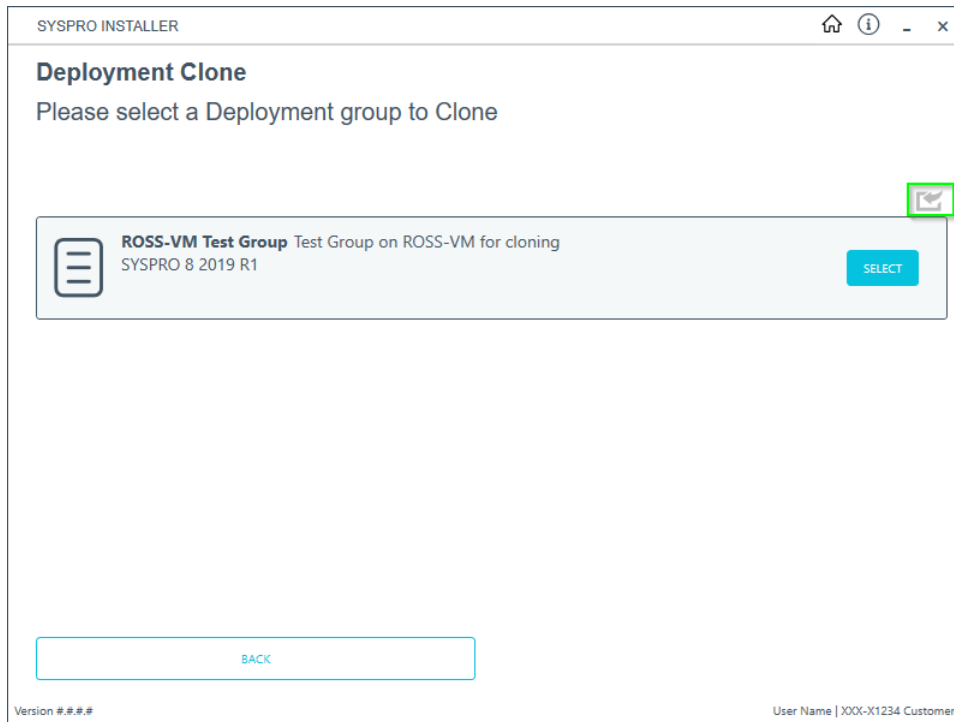 SYSPRO INSTALLER
Deployment Clone
Please select a Deployment group to Clone
ROSS-VM Test Group Test Group on ROSS-VM for cloning
SYSPRO 8 2019 R1
SELECT
BACK
Version #.#.#.#
User Name | XXX-X1234 Customer